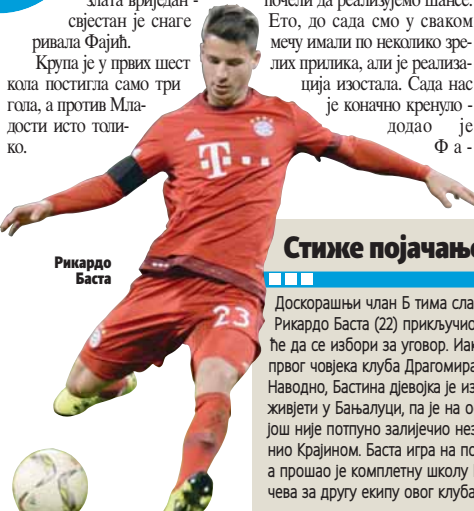 злата вриједан -
свјестан је снаге
ривала Фајић.
Крупа је у првих шест
кола постигла само три
гола, а против Мла-
дости исто толи-
ко.
почели да реализујемо шансе.
Ето, до сада смо у сваком
мечу имали по неколико зре-
лих прилика, али је реализа-
ција изостала. Сада нас
је коначно кренуло -
додао је
Фа-
Рикардо
Баста
T
23
Стиже појачање
Доскорашњи члан Б тима сла
Рикардо Баста (22) прикључио
ће да се избори за уговор. Иак
првог човјека клуба Драгомира
Наводно, Бастина дјевојка је из
живјети у Бањалуци, па је на о
још није потпуно залијечио нез
нио Крајином. Баста игра на по
а прошао је комплетну школу
чева за другу екипу овог клуба